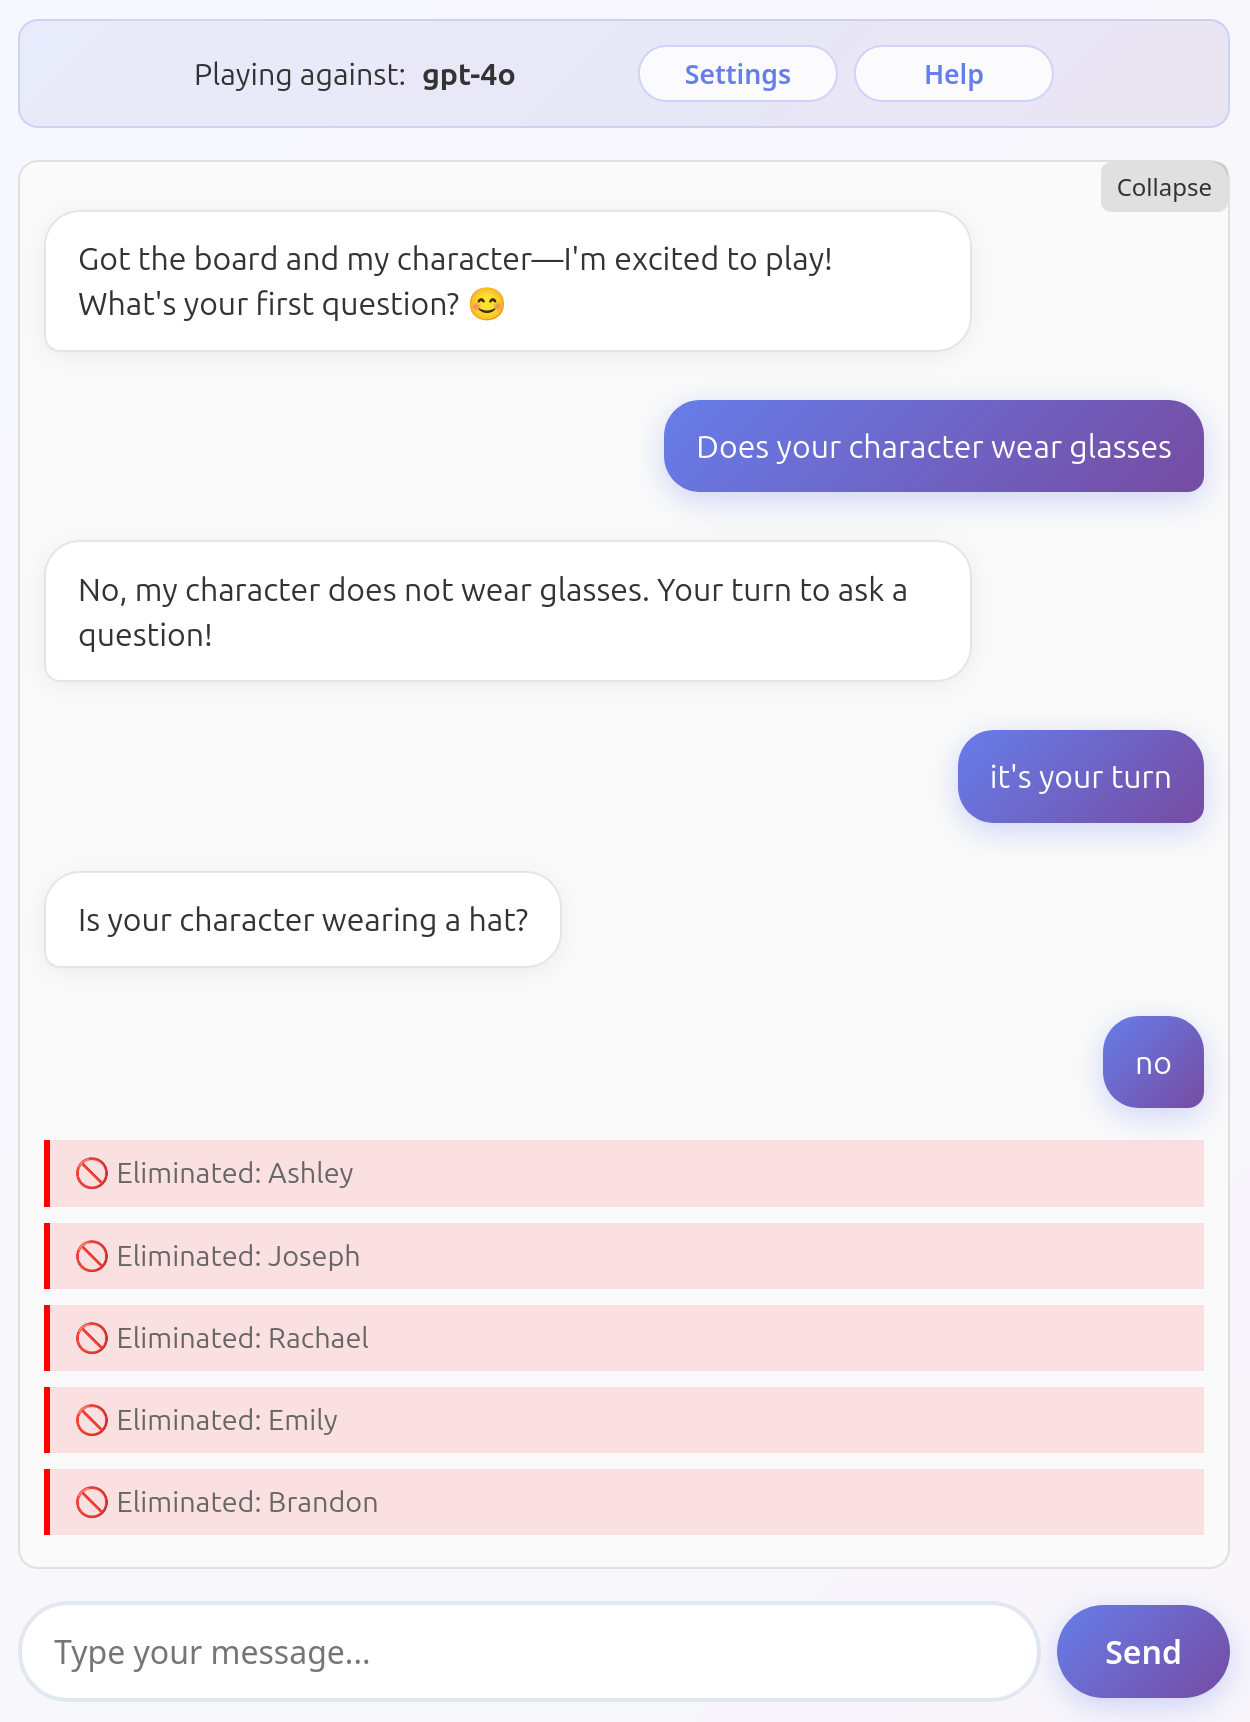 Playing against: gpt-4o
Settings
Help
Collapse
Got the board and my character—I'm excited to play!
What's your first question? 😊
Does your character wear glasses
No, my character does not wear glasses. Your turn to ask a
question!
it's your turn
Is your character wearing a hat?
no
🚫 Eliminated: Ashley
🚫 Eliminated: Joseph
🚫 Eliminated: Rachael
🚫 Eliminated: Emily
🚫 Eliminated: Brandon
Type your message...
Send